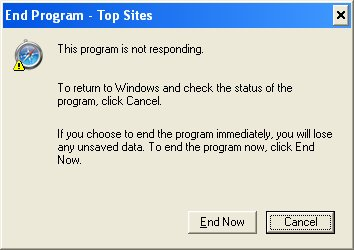 End Program - Top Sites
This program is not responding.
To return to Windows and check the status of the
program, click Cancel.
If you choose to end the program immediately, you will lose
any unsaved data. To end the program now, click End
Now.
End Now
Cancel